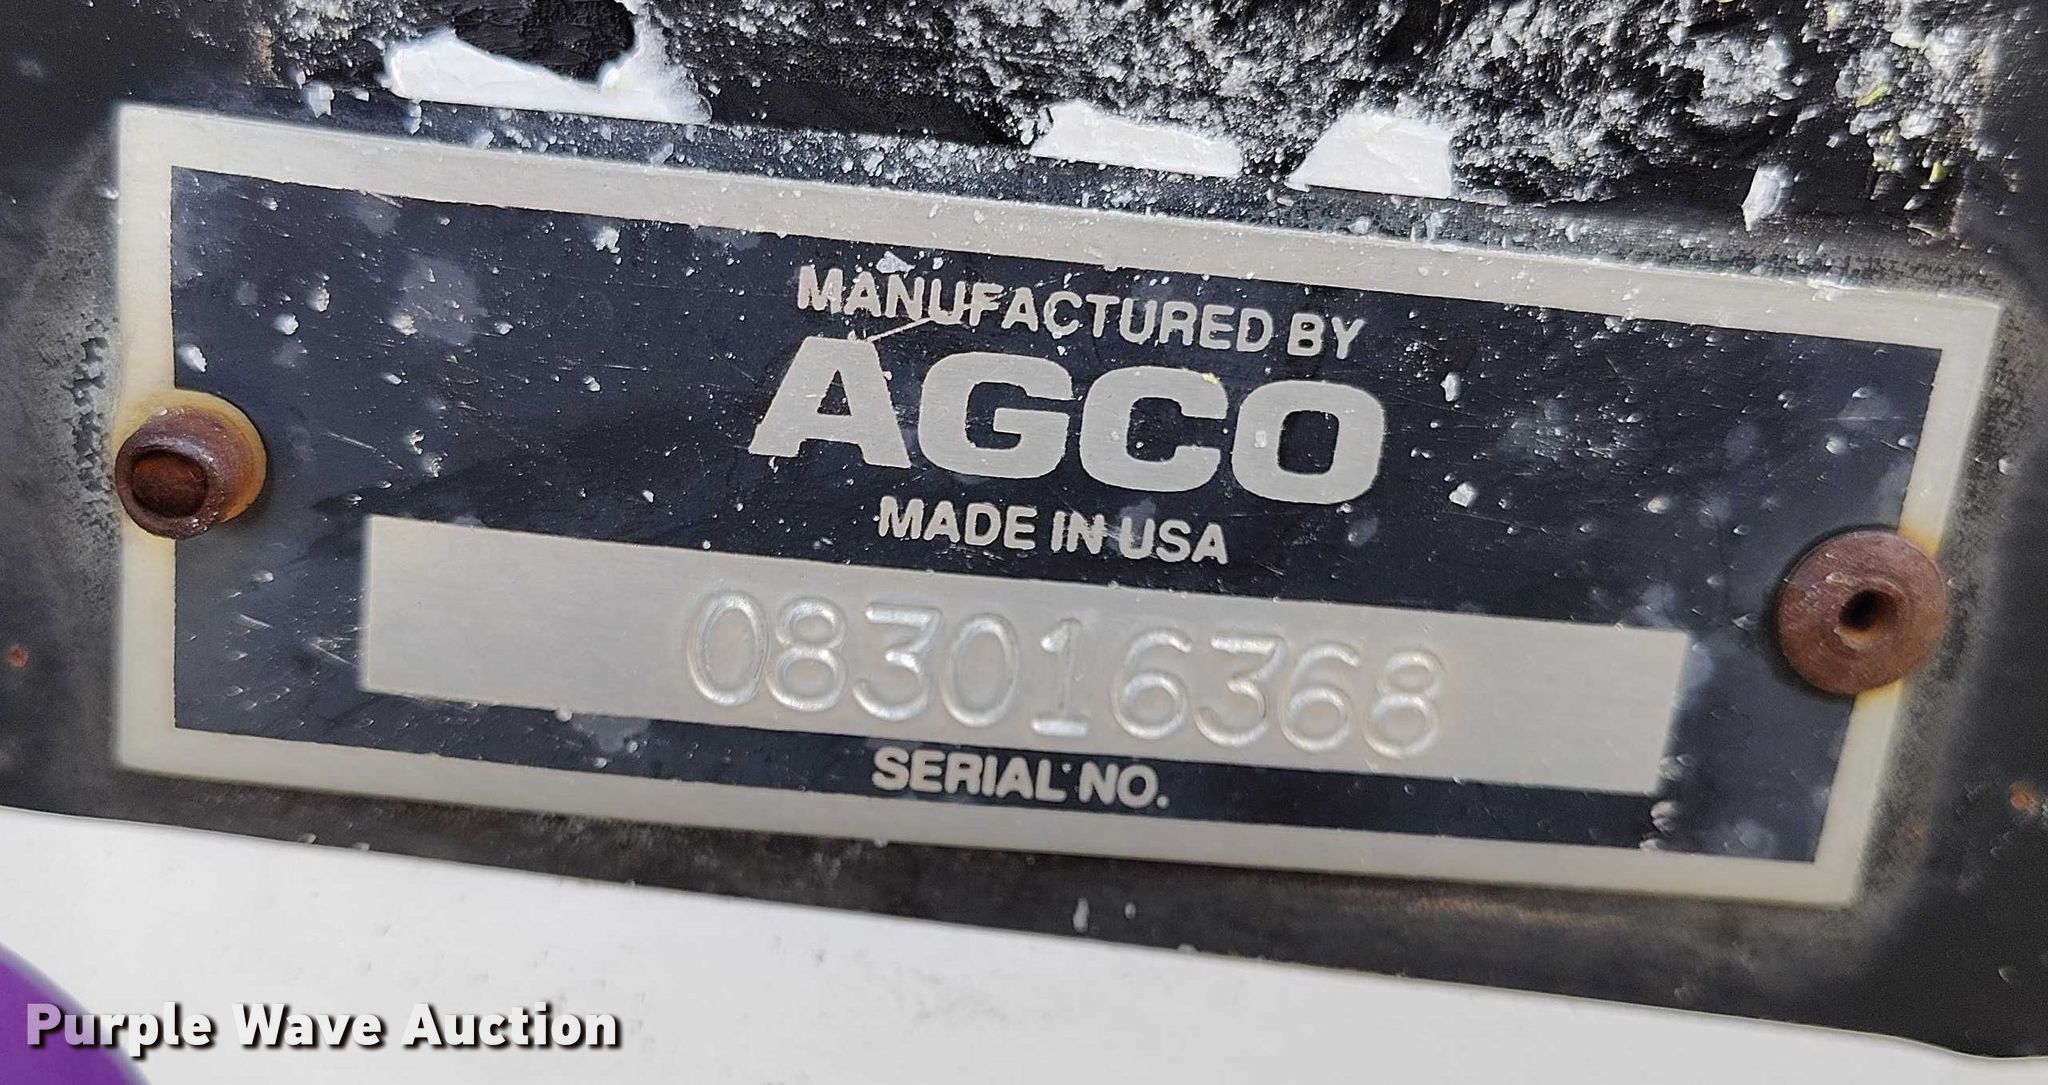 MANUFACTURED BY
AGCO
MADE IN USA
083016368
SERIAL NO.
Purple Wave Auction